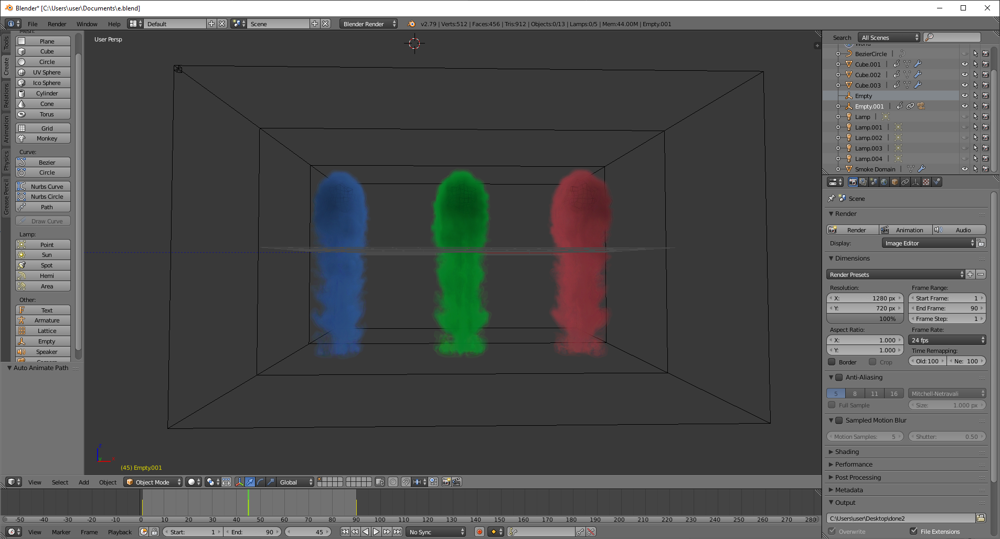 Blender* [C:\Users\user\Documents\e.blend]
File Render Window Help Default Scene Blender Render v2.79 | Verts:512 | Faces:456 | Tris:912 | Objects:0/13 | Lamps:0/5 | Mem:44.00M | Empty.001
Tools
Create
Relations
Animation
Physics
Grease Pencil
Mesh:
Plane
Cube
Circle
UV Sphere
Ico Sphere
Cylinder
Cone
Torus
Grid
Monkey
Curve:
Bezier
Circle
Nurbs Curve
Nurbs Circle
Path
Draw Curve
Lamp:
Point
Sun
Spot
Hemi
Area
Other:
Text
Armature
Lattice
Empty
Speaker
Camera
Auto Animate Path
User Persp
z
y
x
(45) Empty.001
View Select Add Object Object Mode Global
-50 -40 -30 -20 -10 0 10 20 30 40 50 60 70 80 90 100 110 120 130 140 150 160 170 180 190 200 210 220 230 240 250 260 270 280
View Marker Frame Playback Start: 1 End: 90 45 No Sync
Search All Scenes
World
BezierCircle
Cube.001
Cube.002
Cube.003
Empty
Empty.001
Lamp
Lamp.001
Lamp.002
Lamp.003
Lamp.004
Smoke Domain
Scene
Render
Render Animation Audio
Display: Image Editor
Dimensions
Render Presets
Resolution: Frame Range:
X: 1280 px Start Frame: 1
Y: 720 px End Frame: 90
100% Frame Step: 1
Aspect Ratio: Frame Rate:
X: 1.000 24 fps
Y: 1.000 Time Remapping:
Border Crop Old: 100 Ne: 100
Anti-Aliasing
5 8 11 16 Mitchell-Netravali
Full Sample Size: 1.000 px
Sampled Motion Blur
Motion Samples: 5 Shutter: 0.50
Shading
Performance
Post Processing
Metadata
Output
C:\Users\user\Desktop\done2
Overwrite File Extensions